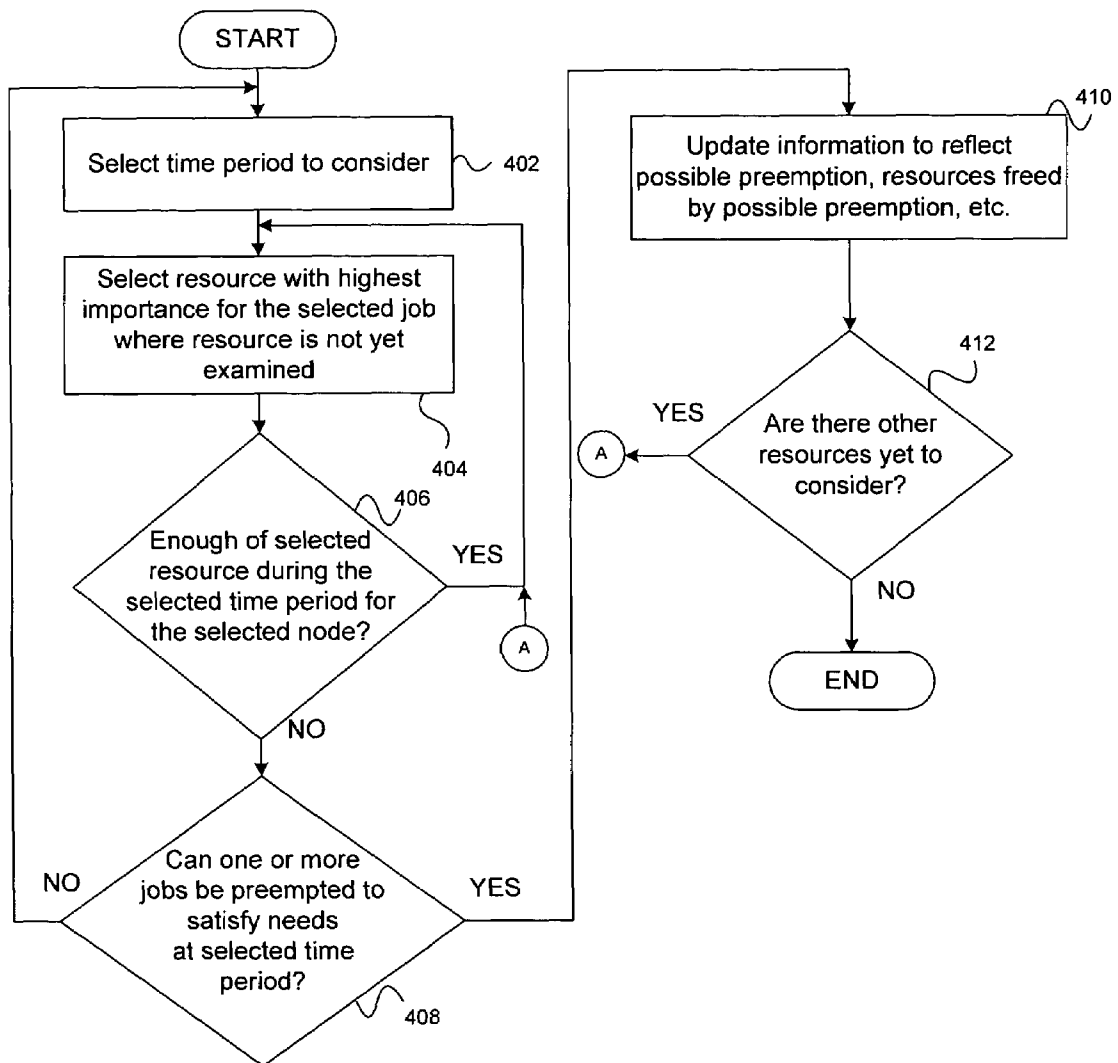 START
Select time period to consider
402
Select resource with highest
importance for the selected job
where resource is not yet
examined
404
406
Enough of selected
resource during the
selected time period for
the selected node?
YES
A
NO
Can one or more
jobs be preempted to
satisfy needs
at selected time
period?
NO
YES
408
410
Update information to reflect
possible preemption, resources freed
by possible preemption, etc.
412
Are there other
resources yet to
consider?
YES
A
NO
END